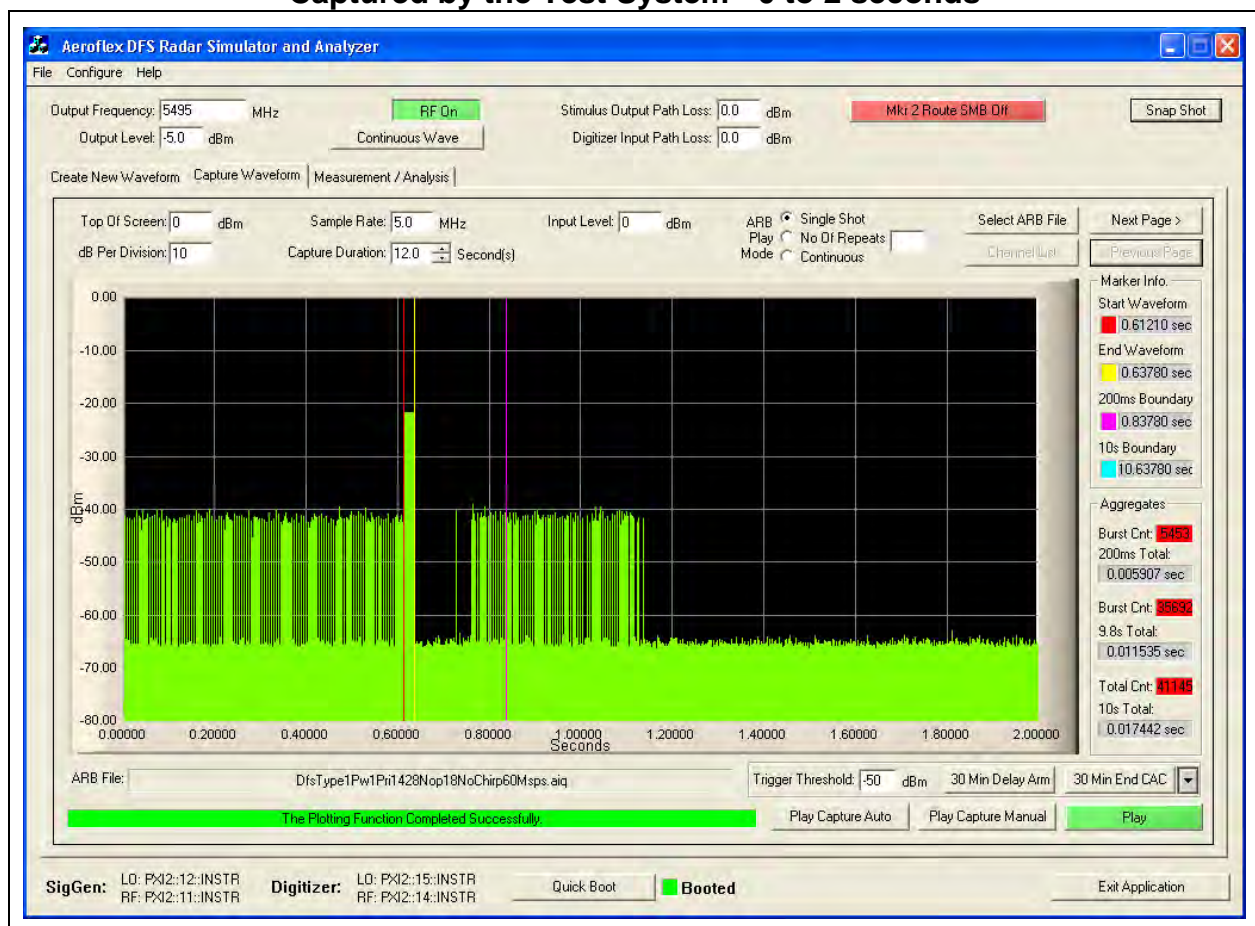 Captured by the Test System - 0 to 2 seconds
Aeroflex DFS Radar Simulator and Analyzer
File Configure Help
Output Frequency: 5495 MHz RF On Stimulus Output Path Loss: 0.0 dBm Mkr 2 Route SMB Off Snap Shot
Output Level: -5.0 dBm Continuous Wave Digitizer Input Path Loss: 0.0 dBm
Create New Waveform Capture Waveform Measurement / Analysis
Top Of Screen: 0 dBm Sample Rate: 5.0 MHz Input Level: 0 dBm ARB Play Mode Single Shot Select ARB File Next Page >
No Of Repeats
dB Per Division: 10 Capture Duration: 12.0 Second(s) Continuous Channel List Previous Page
Marker Info.
Start Waveform
0.61210 sec
End Waveform
0.63780 sec
200ms Boundary
0.83780 sec
10s Boundary
10.63780 sec
Aggregates
Burst Cnt: 5453
200ms Total:
0.005907 sec
Burst Cnt: 35692
9.8s Total:
0.011535 sec
Total Cnt: 41145
10s Total:
0.017442 sec
0.00
-10.00
-20.00
-30.00
-40.00
-50.00
-60.00
-70.00
-80.00
dBm
0.00000 0.20000 0.40000 0.60000 0.80000 1.00000 1.20000 1.40000 1.60000 1.80000 2.00000
Seconds
ARB File: DfsType1Pw1Pri1428Nop18NoChirp60Msps.aiq Trigger Threshold: -50 dBm 30 Min Delay Arm 30 Min End CAC
The Plotting Function Completed Successfully. Play Capture Auto Play Capture Manual Play
SigGen: LO: PXI2::12::INSTR Digitizer: LO: PXI2::15::INSTR Quick Boot Booted Exit Application
RF: PXI2::11::INSTR RF: PXI2::14::INSTR